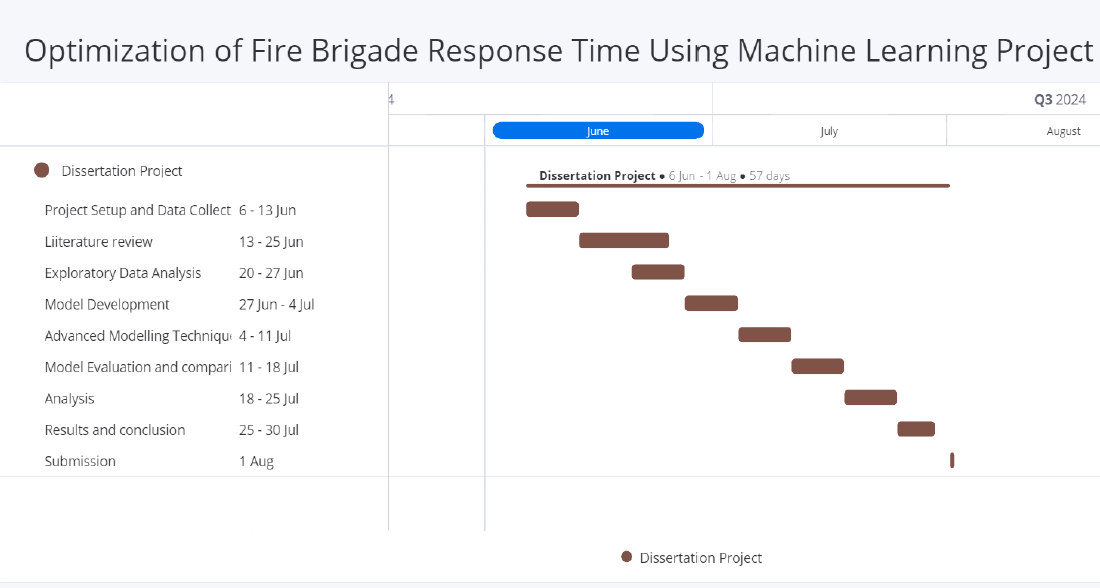 Optimization of Fire Brigade Response Time Using Machine Learning Project
4
Q3 2024
June
July
August
Dissertation Project
Dissertation Project • 6 Jun - 1 Aug • 57 days
Project Setup and Data Collect 6 - 13 Jun
Liiterature review 13 - 25 Jun
Exploratory Data Analysis 20 - 27 Jun
Model Development 27 Jun - 4 Jul
Advanced Modelling Technique 4 - 11 Jul
Model Evaluation and compari 11 - 18 Jul
Analysis 18 - 25 Jul
Results and conclusion 25 - 30 Jul
Submission 1 Aug
Dissertation Project